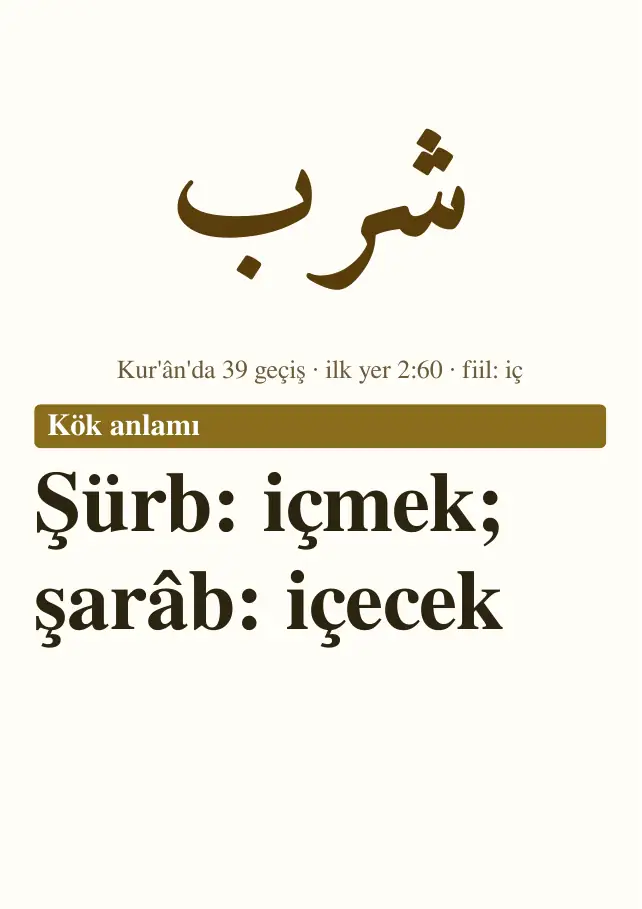 شرب
Kur'ân'da 39 geçiş · ilk yer 2:60 · fiil: iç
Kök anlamı
Şürb: içmek;
şarâb: içecek